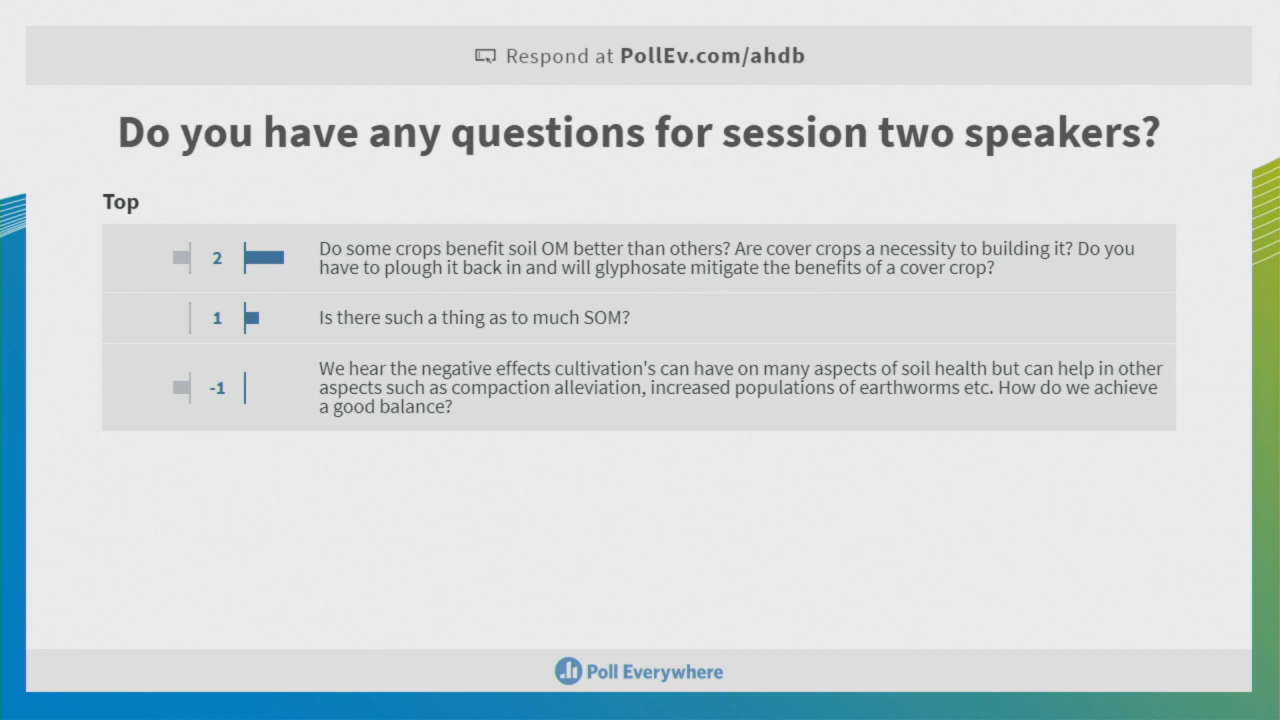 Respond at PollEv.com/ahdb
Do you have any questions for session two speakers?
Top
2
Do some crops benefit soil OM better than others? Are cover crops a necessity to building it? Do you
have to plough it back in and will glyphosate mitigate the benefits of a cover crop?
1
Is there such a thing as to much SOM?
-1
We hear the negative effects cultivation's can have on many aspects of soil health but can help in other
aspects such as compaction alleviation, increased populations of earthworms etc. How do we achieve
a good balance?
Poll Everywhere